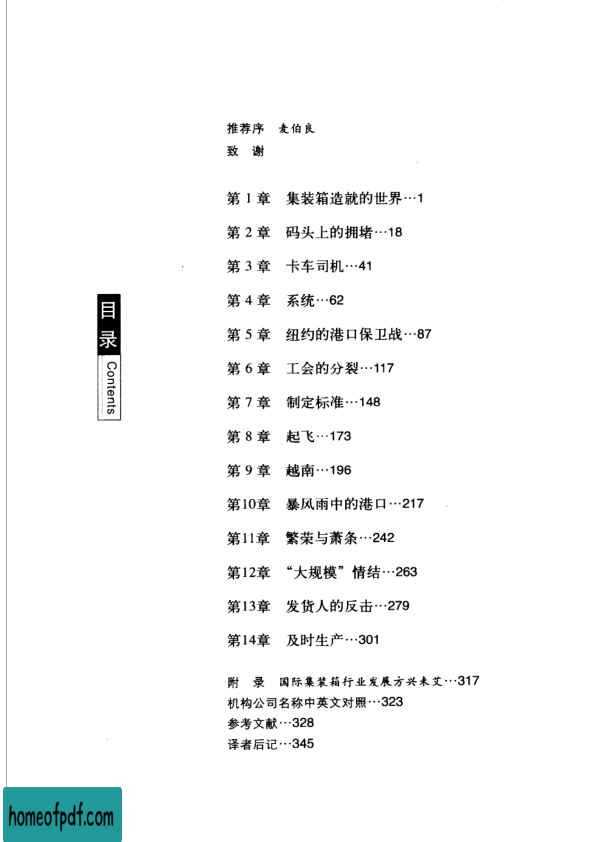 推荐序 麦伯良
致 谢
第1章 集装箱造就的世界…1
第2章 码头上的拥堵…18
第3章 卡车司机…41
第4章 系统…62
第5章 纽约的港口保卫战…87
第6章 工会的分裂…117
第7章 制定标准…148
第8章 起飞…173
第9章 越南…196
第10章 暴风雨中的港口…217
第11章 繁荣与萧条…242
第12章 “大规模”情结…263
第13章 发货人的反击…279
第14章 及时生产…301
附 录 国际集装箱行业发展方兴未艾…317
机构公司名称中英文对照…323
参考文献…328
译者后记…345
目录
Contents
homeofpdf.com